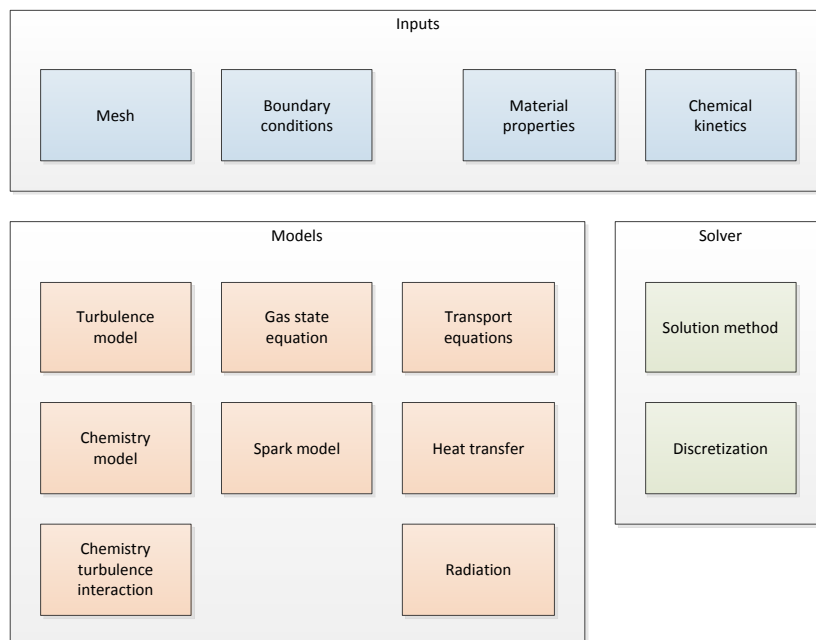 Inputs
Mesh
Boundary
conditions
Material
properties
Chemical
kinetics
Models
Turbulence
model
Gas state
equation
Transport
equations
Chemistry
model
Spark model
Heat transfer
Chemistry
turbulence
interaction
Radiation
Solver
Solution method
Discretization